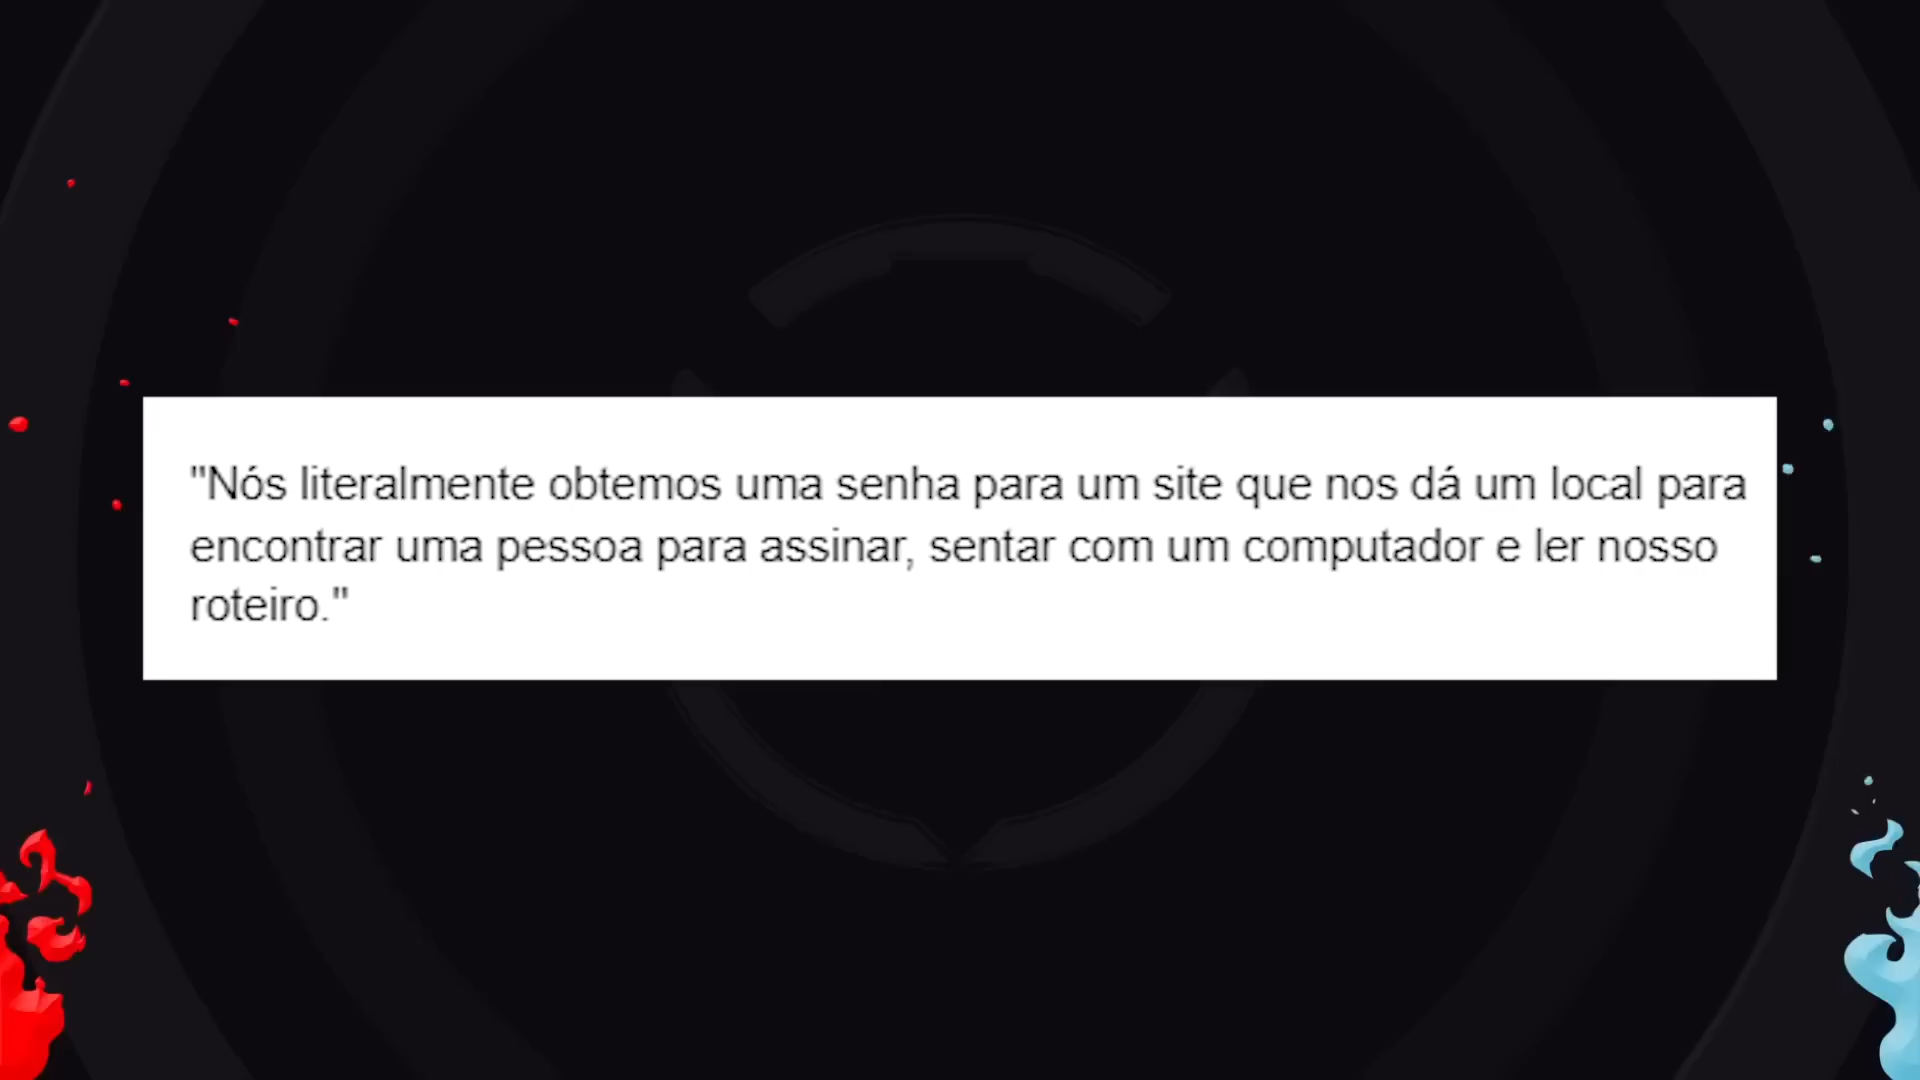 "Nós literalmente obtemos uma senha para um site que nos dá um local para
encontrar uma pessoa para assinar, sentar com um computador e ler nosso
roteiro."